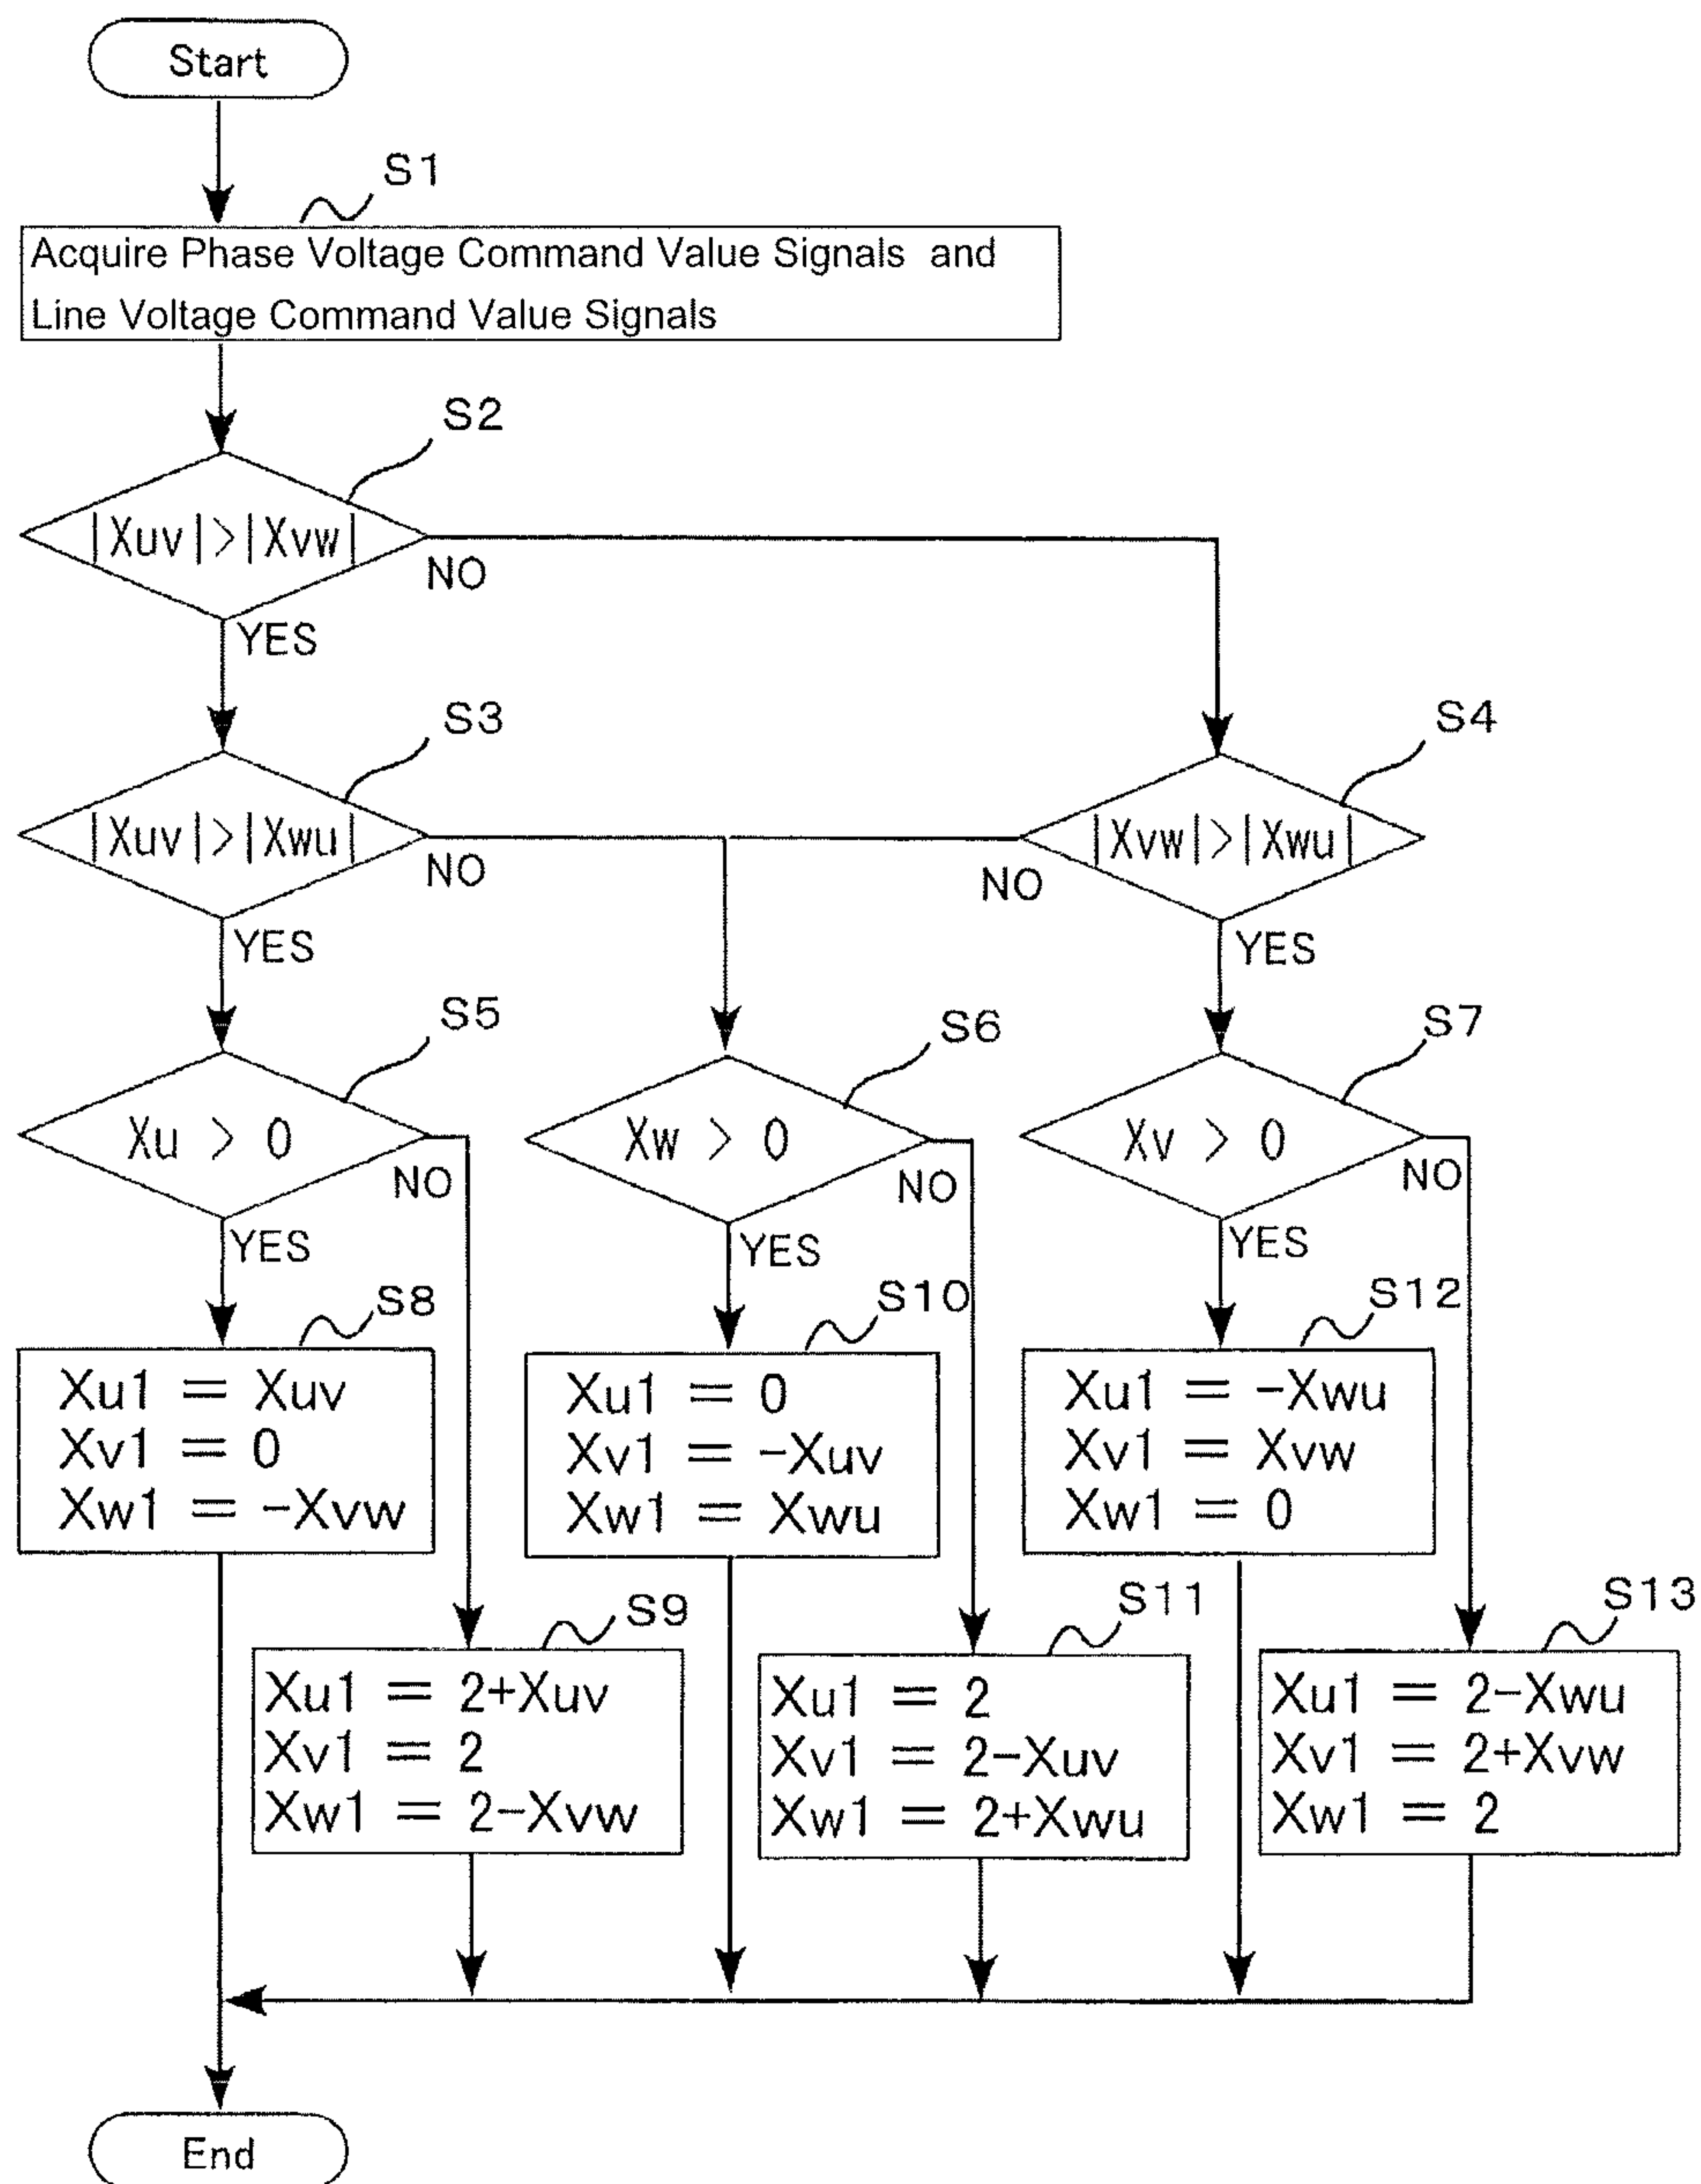 Start
S1
Acquire Phase Voltage Command Value Signals and
Line Voltage Command Value Signals
S2
|Xuv|>|Xvw|
NO
YES
S3
S4
|Xuv|>|Xwu|
NO
YES
|Xvw|>|Xwu|
NO
YES
S5
S6
S7
Xu > 0
NO
YES
Xw > 0
NO
YES
Xv > 0
NO
YES
S8
Xu1 = Xuv
Xv1 = 0
Xw1 = -Xvw
S10
Xu1 = 0
Xv1 = -Xuv
Xw1 = Xwu
S12
Xu1 = -Xwu
Xv1 = Xvw
Xw1 = 0
S9
Xu1 = 2+Xuv
Xv1 = 2
Xw1 = 2-Xvw
S11
Xu1 = 2
Xv1 = 2-Xuv
Xw1 = 2+Xwu
S13
Xu1 = 2-Xwu
Xv1 = 2+Xvw
Xw1 = 2
End